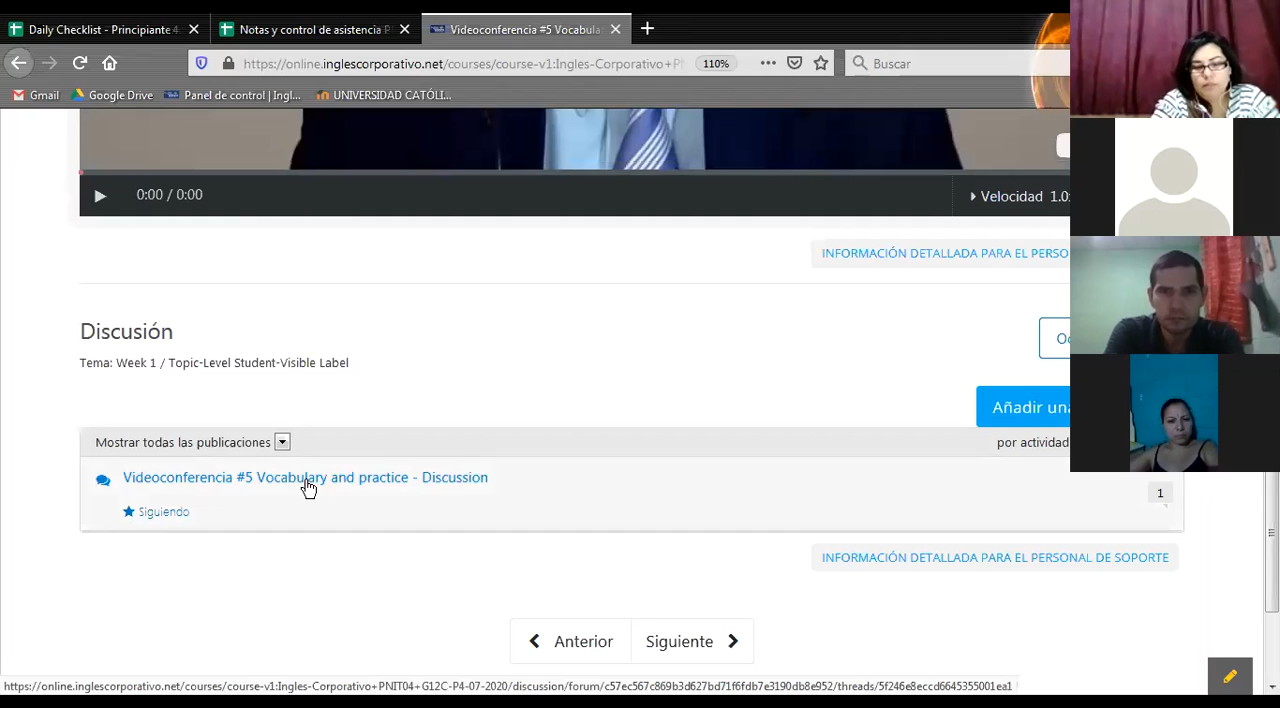 Daily Checklist - Principiante 4
Notas y control de asistencia P
Videoconferencia #5 Vocabula
https://online.inglescorporativo.net/courses/course-v1:Ingles-Corporativo+PN
110%
Buscar
Gmail
Google Drive
Panel de control | Ingl...
UNIVERSIDAD CATÓLI...
0:00 / 0:00
Velocidad 1.0
INFORMACIÓN DETALLADA PARA EL PERSO
Discusión
Oc
Tema: Week 1 / Topic-Level Student-Visible Label
Añadir una
Mostrar todas las publicaciones
por actividad
Videoconferencia #5 Vocabulary and practice - Discussion
1
Siguiendo
INFORMACIÓN DETALLADA PARA EL PERSONAL DE SOPORTE
Anterior
Siguiente
https://online.inglescorporativo.net/courses/course-v1:Ingles-Corporativo+PNIT04+G12C-P4-07-2020/discussion/forum/c57ec567c869b3d627bd71f6fdb7e3190db8e952/threads/5f246e8eccd6645355001ea1